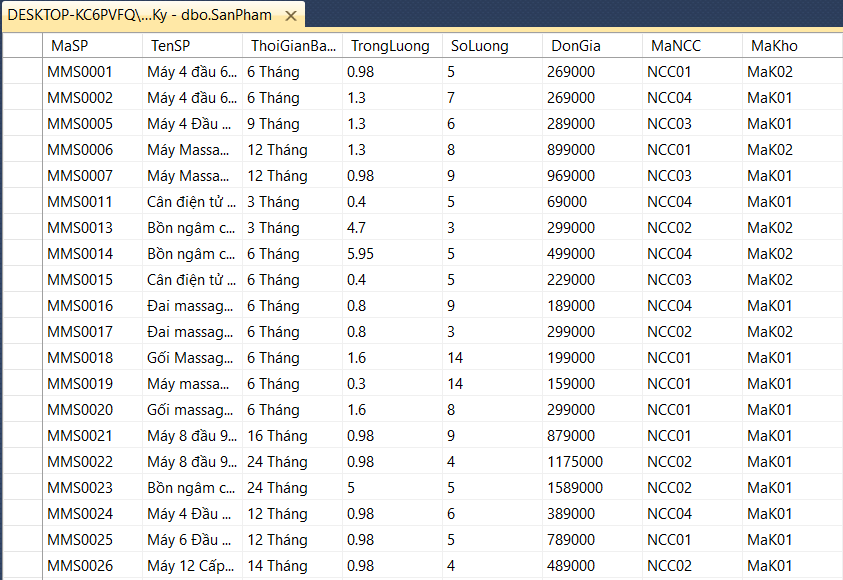 DESKTOP-KC6PVFQ\...Ky - dbo.SanPham
MaSP TenSP ThoiGianBa... TrongLuong SoLuong DonGia MaNCC MaKho
MMS0001 Máy 4 đầu 6... 6 Tháng 0.98 5 269000 NCC01 MaK02
MMS0002 Máy 4 đầu 6... 6 Tháng 1.3 7 269000 NCC04 MaK01
MMS0005 Máy 4 Đầu ... 9 Tháng 1.3 6 289000 NCC03 MaK01
MMS0006 Máy Massa... 12 Tháng 1.3 8 899000 NCC01 MaK02
MMS0007 Máy Massa... 12 Tháng 0.98 9 969000 NCC03 MaK01
MMS0011 Cân điện tử ... 3 Tháng 0.4 5 69000 NCC04 MaK01
MMS0013 Bồn ngâm c... 3 Tháng 4.7 3 299000 NCC02 MaK02
MMS0014 Bồn ngâm c... 6 Tháng 5.95 5 499000 NCC04 MaK02
MMS0015 Cân điện tử ... 6 Tháng 0.4 5 229000 NCC03 MaK02
MMS0016 Đai massag... 6 Tháng 0.8 9 189000 NCC04 MaK01
MMS0017 Đai massag... 6 Tháng 0.8 3 299000 NCC02 MaK02
MMS0018 Gối Massag... 6 Tháng 1.6 14 199000 NCC01 MaK01
MMS0019 Máy massa... 6 Tháng 0.3 14 159000 NCC01 MaK01
MMS0020 Gối massag... 6 Tháng 1.6 8 299000 NCC01 MaK01
MMS0021 Máy 8 đầu 9... 16 Tháng 0.98 9 879000 NCC01 MaK01
MMS0022 Máy 8 đầu 9... 24 Tháng 0.98 4 1175000 NCC02 MaK01
MMS0023 Bồn ngâm c... 24 Tháng 5 5 1589000 NCC02 MaK01
MMS0024 Máy 4 Đầu ... 12 Tháng 0.98 6 389000 NCC04 MaK01
MMS0025 Máy 6 Đầu ... 12 Tháng 0.98 5 789000 NCC01 MaK01
MMS0026 Máy 12 Cấp... 14 Tháng 0.98 4 489000 NCC02 MaK01